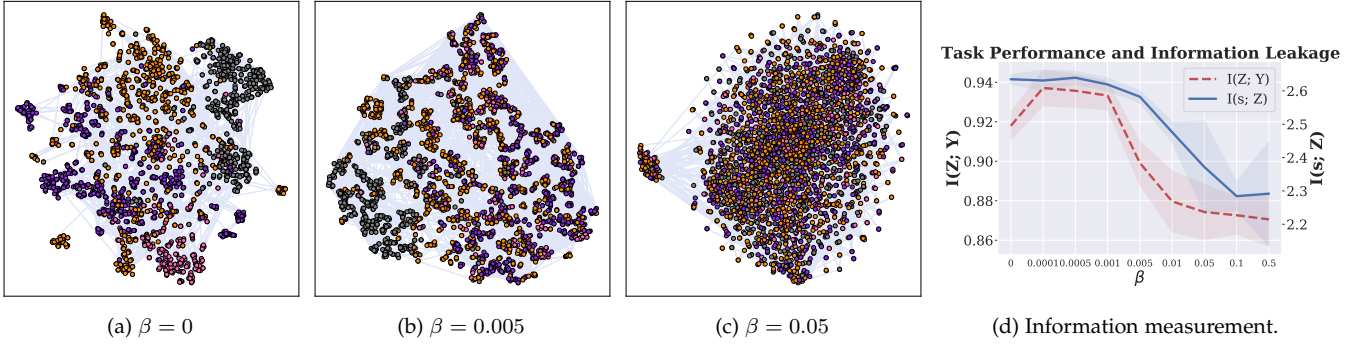 Task Performance and Information Leakage
I(Z; Y)
I(s; Z)
0.94
0.92
0.90
0.88
0.86
I(Z; Y)
2.6
2.5
2.4
2.3
2.2
I(s; Z)
0 0.0001 0.0005 0.001 0.005 0.01 0.05 0.1 0.5
β
(a) β = 0
(b) β = 0.005
(c) β = 0.05
(d) Information measurement.